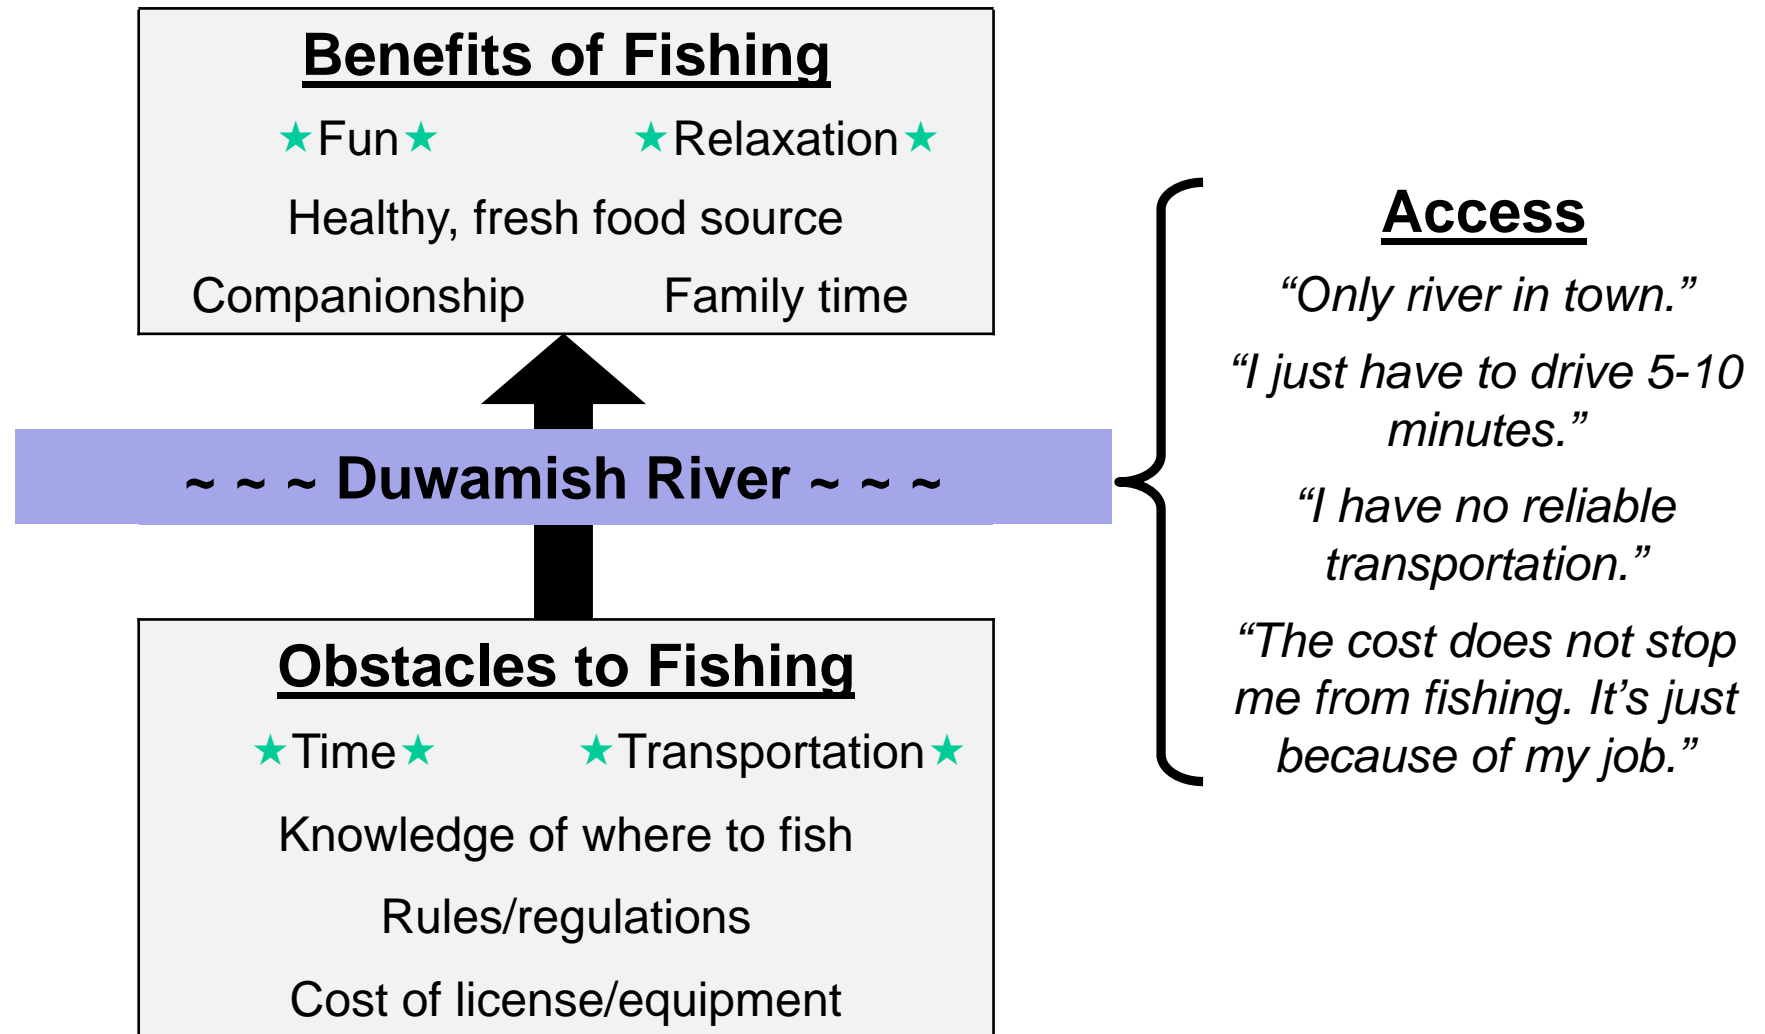 Benefits of Fishing
★Fun★ ★Relaxation★
Healthy, fresh food source
Companionship Family time
~ ~ ~ Duwamish River ~ ~ ~
Obstacles to Fishing
★Time★ ★Transportation★
Knowledge of where to fish
Rules/regulations
Cost of license/equipment
Access
“Only river in town.”
“I just have to drive 5-10
minutes.”
“I have no reliable
transportation.”
“The cost does not stop
me from fishing. It’s just
because of my job.”